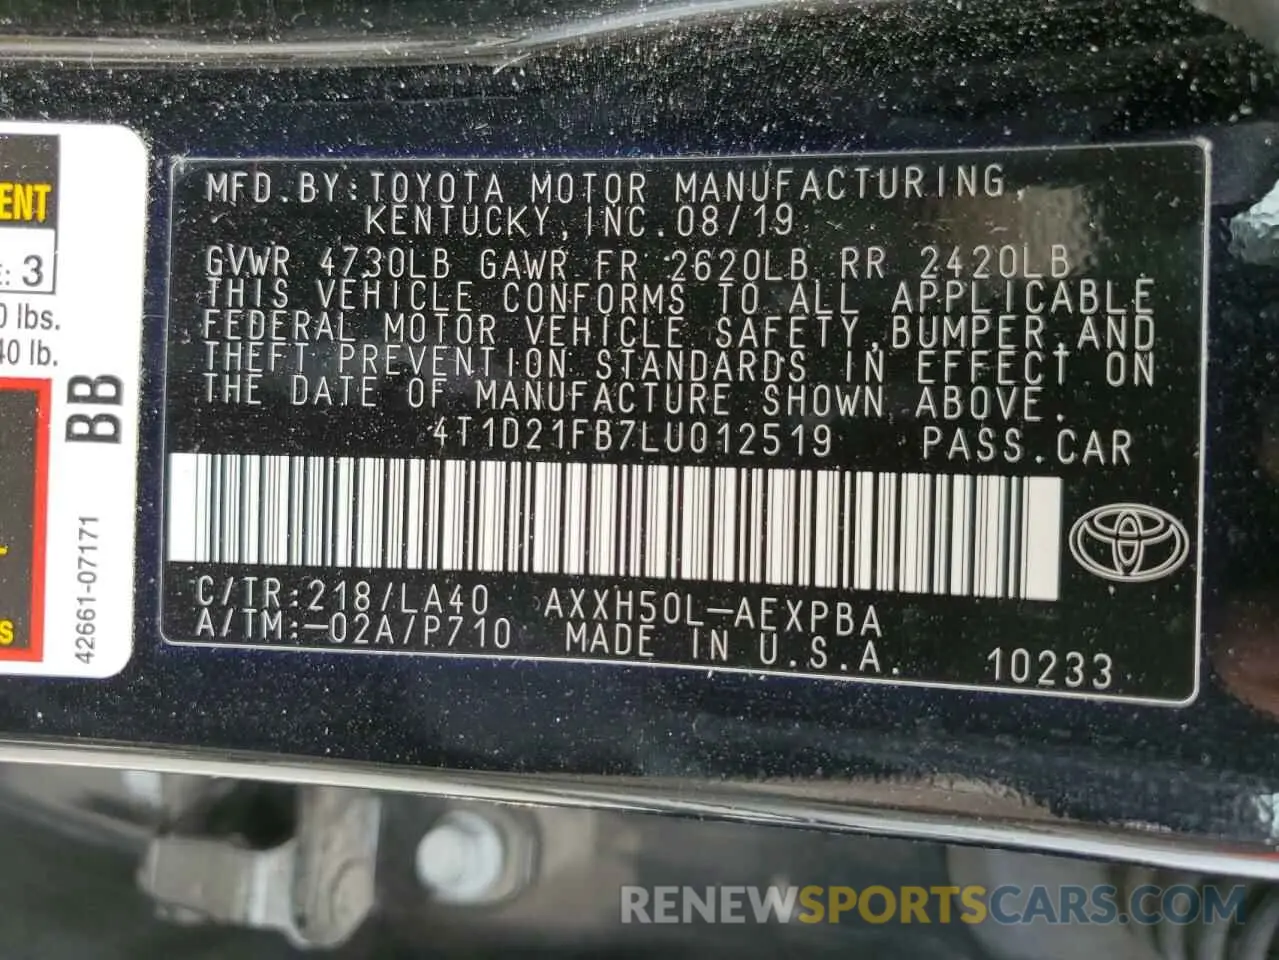 ENT
E: 3
0 lbs.
40 lb.
BB
42661-07171
S
MFD.BY:TOYOTA MOTOR MANUFACTURING,
KENTUCKY,INC.08/19
GVWR 4730LB GAWR FR 2620LB RR 2420LB
THIS VEHICLE CONFORMS TO ALL APPLICABLE
FEDERAL MOTOR VEHICLE SAFETY,BUMPER,AND
THEFT PREVENTION STANDARDS IN EFFECT ON
THE DATE OF MANUFACTURE SHOWN ABOVE.
4T1D21FB7LU012519 PASS.CAR
C/TR:218/LA40 AXXH50L-AEXPBA
A/TM:-02A/P710 MADE IN U.S.A. 10233
RENEWSPORTSCARS.COM